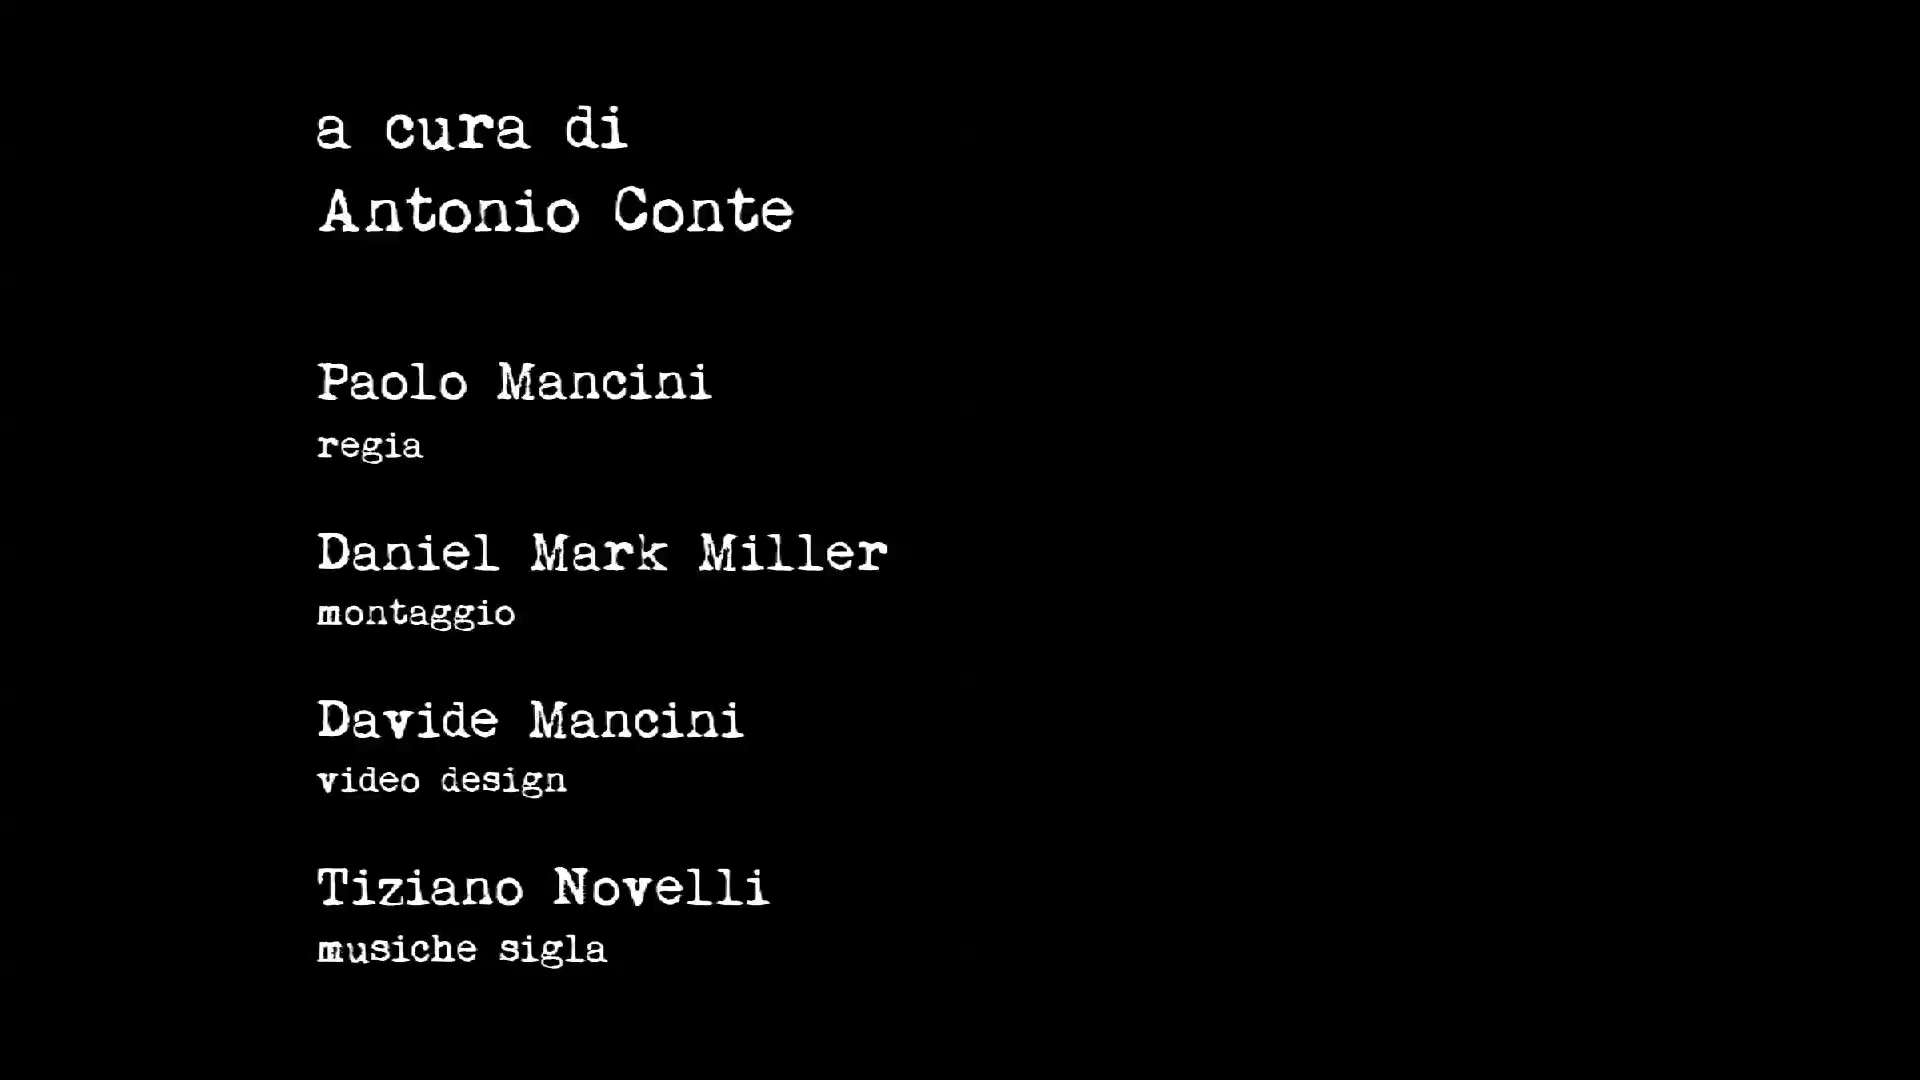 a cura di
Antonio Conte
Paolo Mancini
regia
Daniel Mark Miller
montaggio
Davide Mancini
video design
Tiziano Novelli
musiche sigla